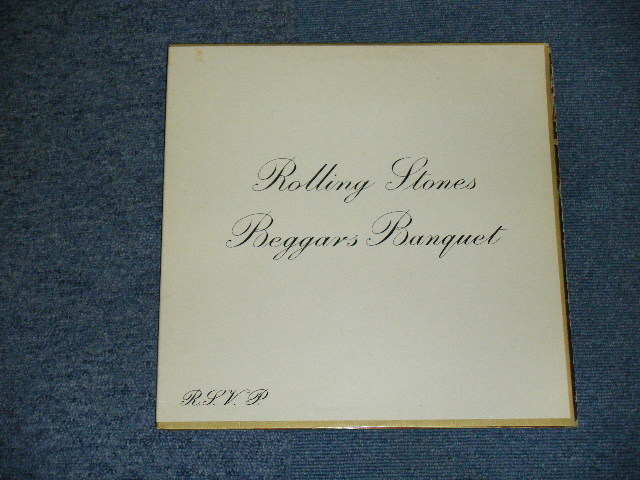 Rolling Stones
Beggars Banquet
R.S.V.P.